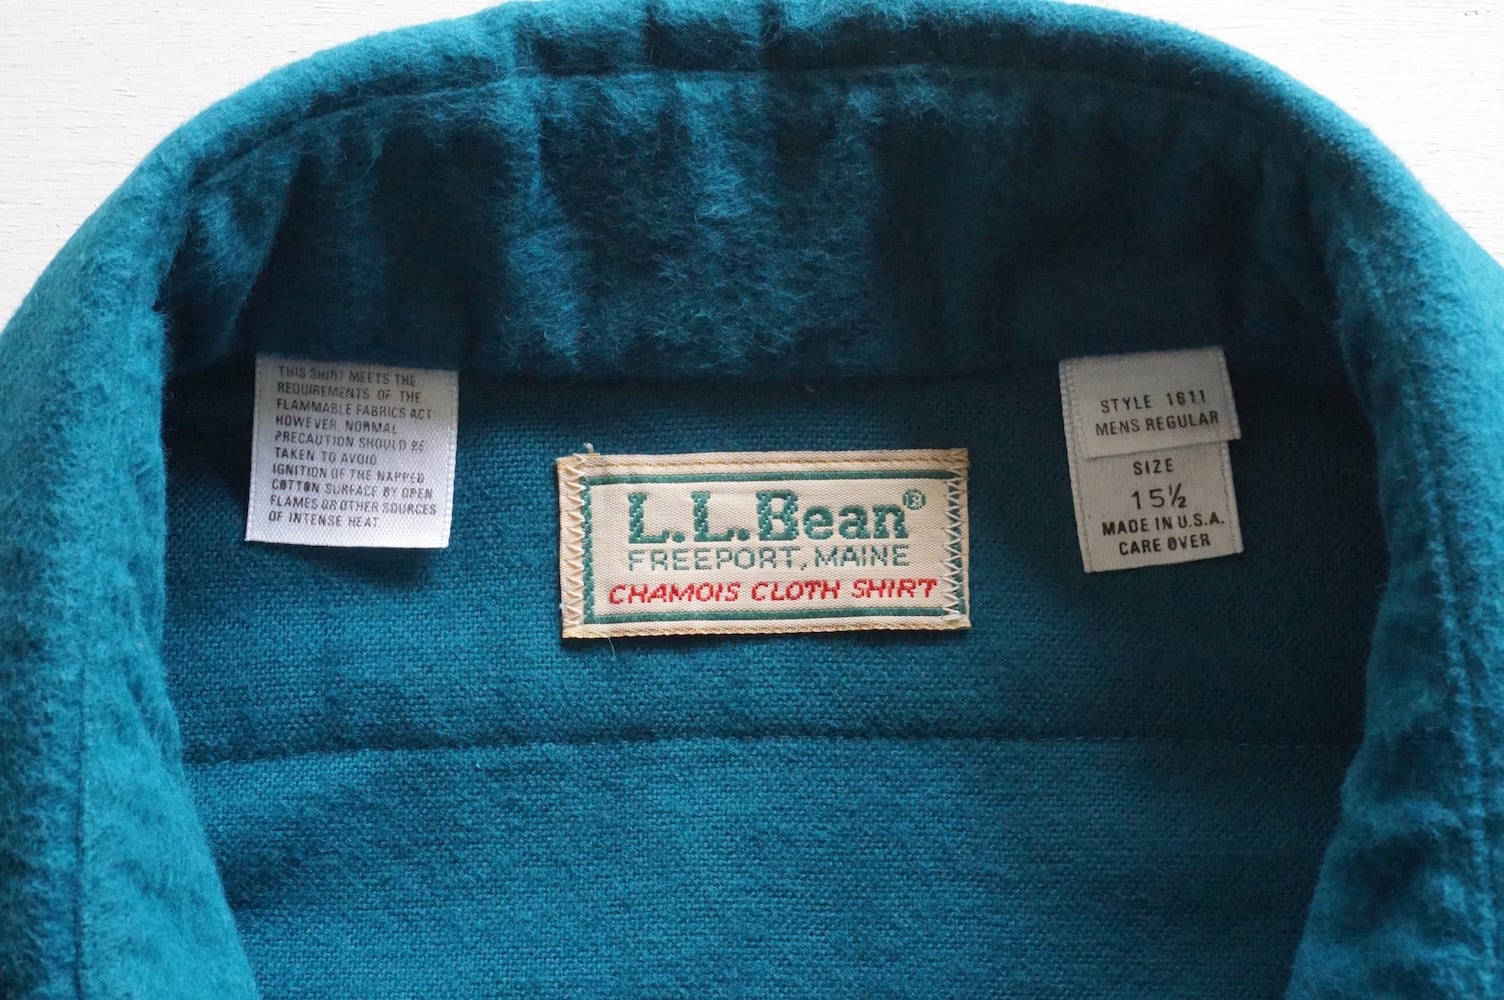 THIS SHIRT MEETS THE
REQUIREMENTS OF THE
FLAMMABLE FABRICS ACT
HOWEVER, NORMAL
PRECAUTION SHOULD BE
TAKEN TO AVOID
IGNITION OF THE NAPPED
COTTON SURFACE BY OPEN
FLAMES OR OTHER SOURCES
OF INTENSE HEAT
L.L.Bean®
FREEPORT, MAINE
CHAMOIS CLOTH SHIRT
STYLE 1611
MENS REGULAR
SIZE
15½
MADE IN U.S.A.
CARE OVER